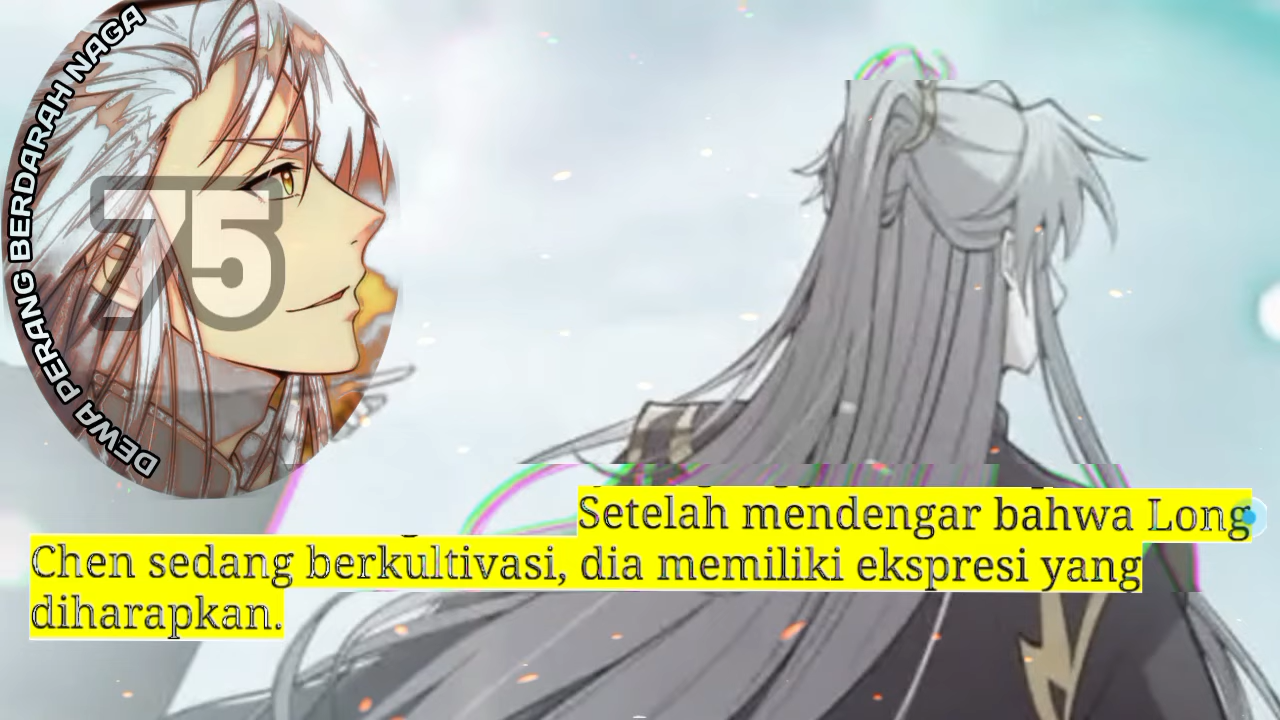 DEWA PERANG BERDARAH NAGA
75
Setelah mendengar bahwa Long
Chen sedang berkultivasi, dia memiliki ekspresi yang
diharapkan.